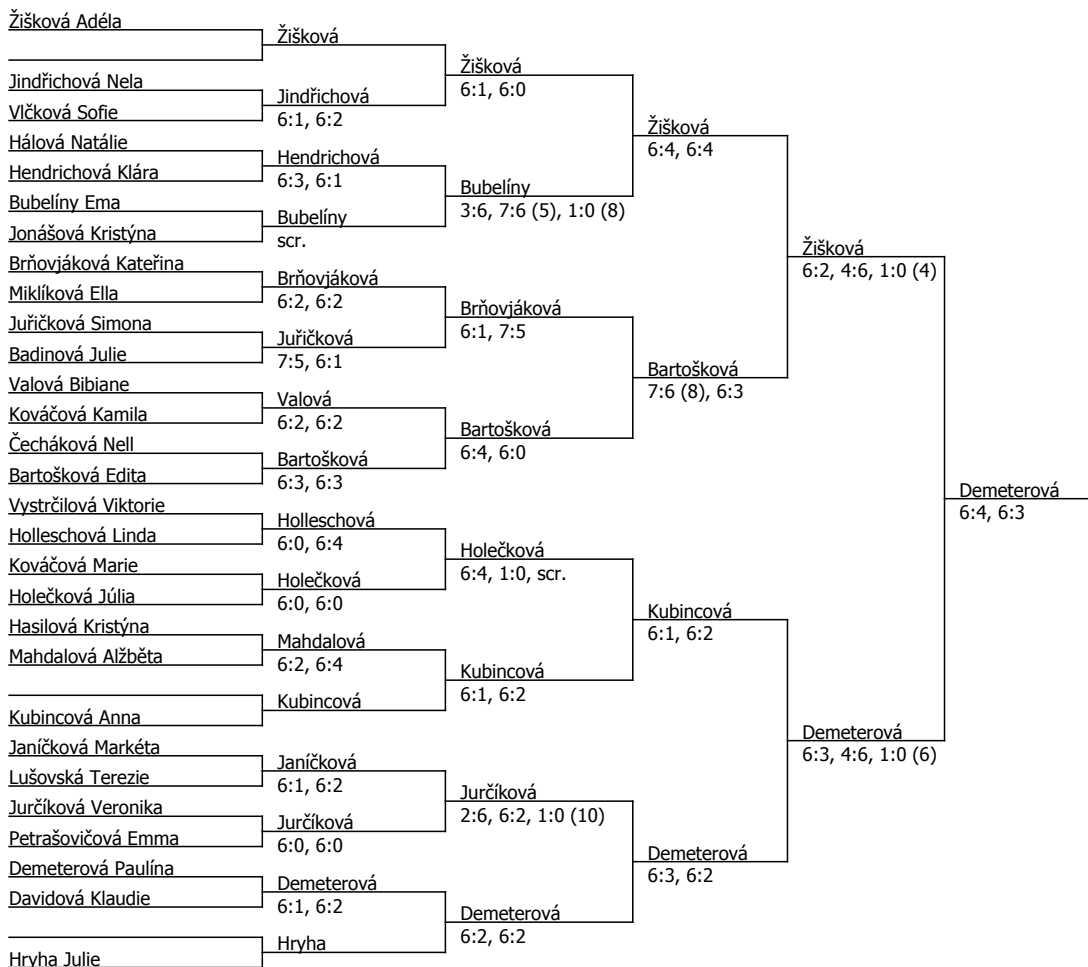 Žišková Adéla
Jindřichová Nela
Vlčková Sofie
Hálová Natálie
Hendrichová Klára
Bubelíny Ema
Jonášová Kristýna
Brňovjáková Kateřina
Miklíková Ella
Juřičková Simona
Badinová Julie
Valová Bibiane
Kováčová Kamila
Čecháková Nell
Bartošková Edita
Vystrčilová Viktorie
Holleschová Linda
Kováčová Marie
Holečková Júlia
Hasilová Kristýna
Mahdalová Alžběta
Kubincová Anna
Janíčková Markéta
Lušovská Terezie
Jurčíková Veronika
Petrašovičová Emma
Demeterová Paulína
Davidová Klaudie
Hryha Julie
Žišková
Jindřichová
6:1, 6:2
Hendrichová
6:3, 6:1
Bubelíny
scr.
Brňovjáková
6:2, 6:2
Juřičková
7:5, 6:1
Valová
6:2, 6:2
Bartošková
6:3, 6:3
Holleschová
6:0, 6:4
Holečková
6:0, 6:0
Mahdalová
6:2, 6:4
Kubincová
Janíčková
6:1, 6:2
Jurčíková
6:0, 6:0
Demeterová
6:1, 6:2
Hryha
Žišková
6:1, 6:0
Bubelíny
3:6, 7:6 (5), 1:0 (8)
Brňovjáková
6:1, 7:5
Bartošková
6:4, 6:0
Holečková
6:4, 1:0, scr.
Kubincová
6:1, 6:2
Jurčíková
2:6, 6:2, 1:0 (10)
Demeterová
6:2, 6:2
Žišková
6:4, 6:4
Bartošková
7:6 (8), 6:3
Kubincová
6:1, 6:2
Demeterová
6:3, 6:2
Žišková
6:2, 4:6, 1:0 (4)
Demeterová
6:3, 4:6, 1:0 (6)
Demeterová
6:4, 6:3